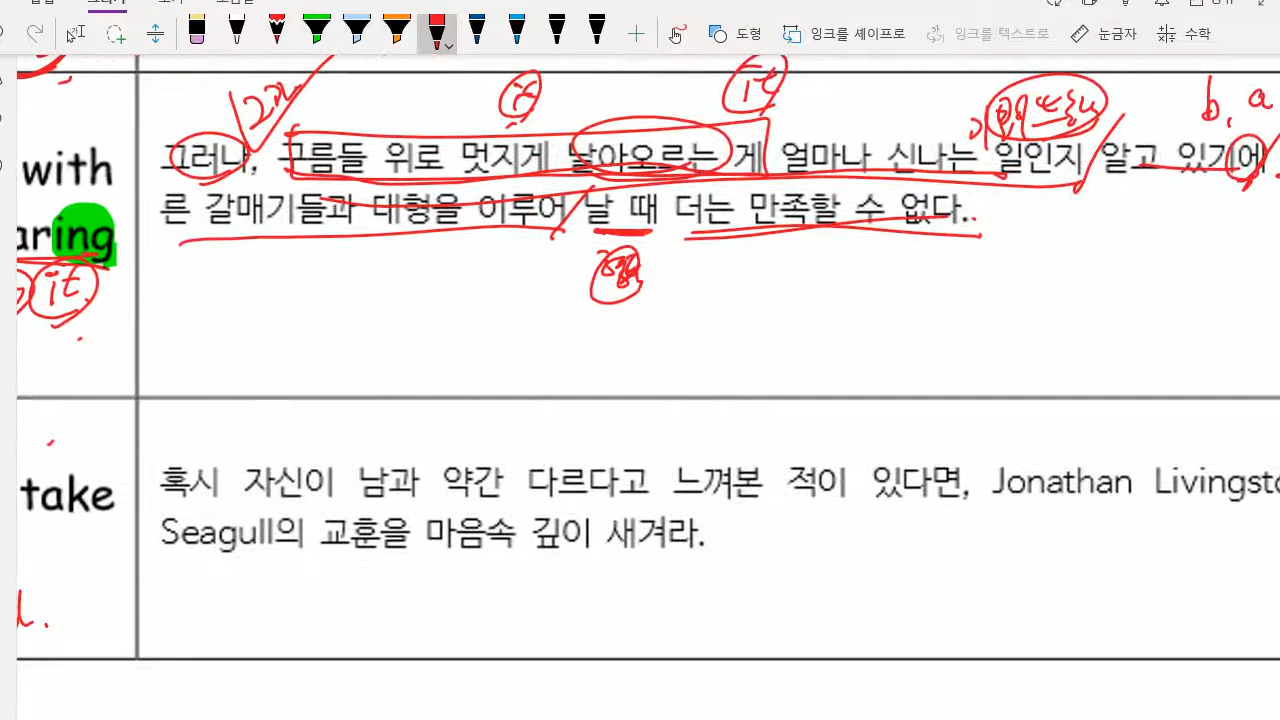 도형 잉크를 셰이프로 잉크를 텍스트로 눈금자 수학
it it b, a
with 그러나, 구름들 위로 멋지게 날아오르는 게 얼마나 신나는 일인지 알고 있기에
aring 른 갈매기들과 대형을 이루어 날 때 더는 만족할 수 없다..
it
take 혹시 자신이 남과 약간 다르다고 느껴본 적이 있다면, Jonathan Livingsto
Seagull의 교훈을 마음속 깊이 새겨라.